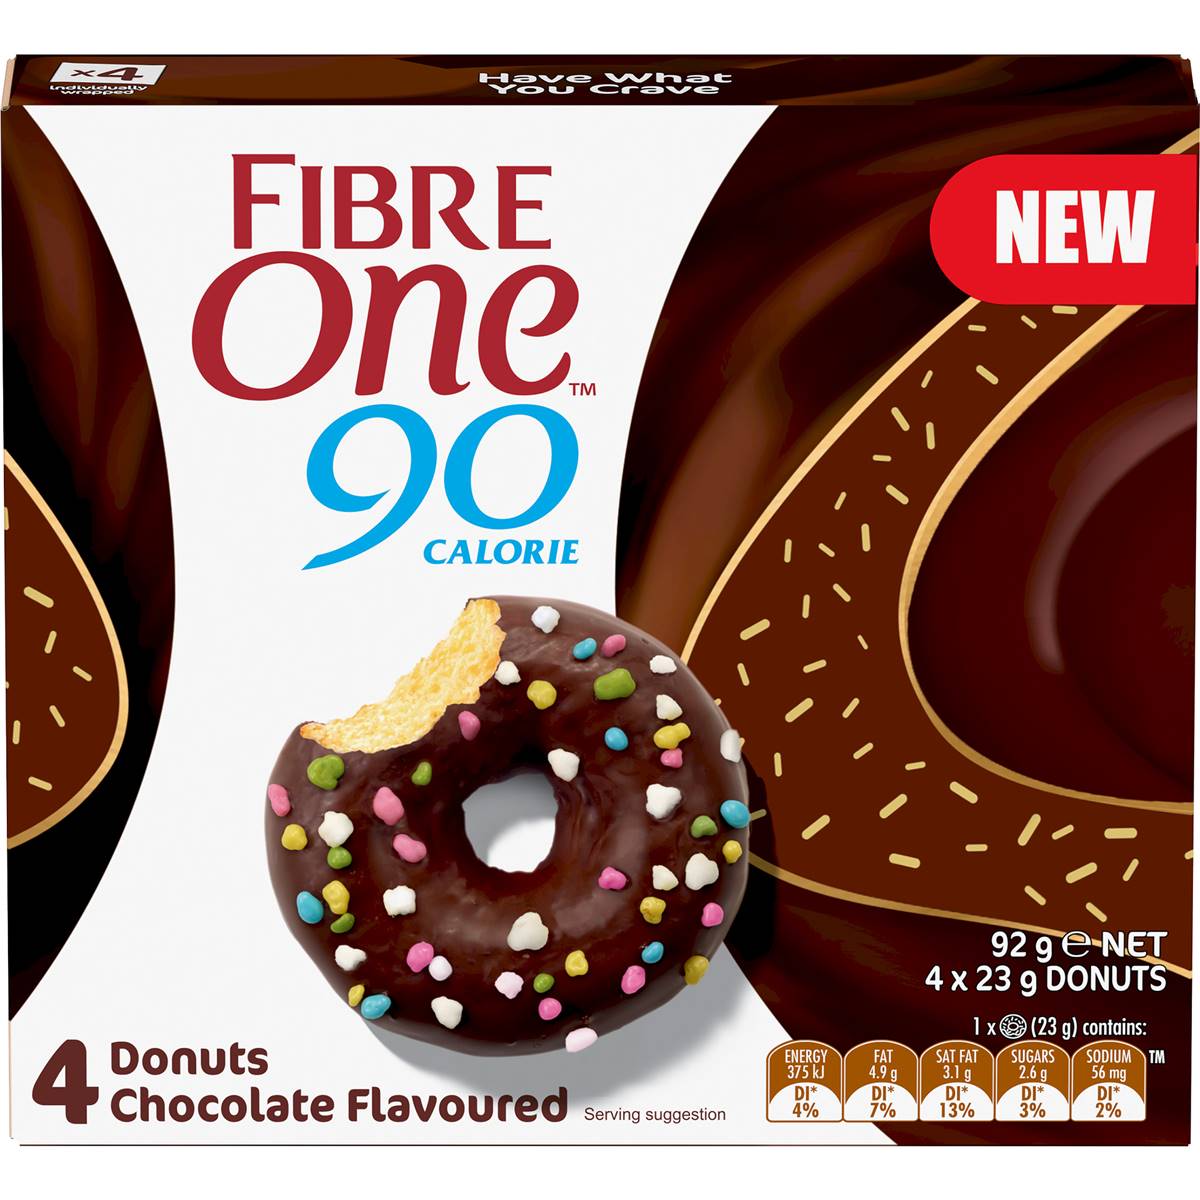 x4
individually
wrapped
Have What
You Crave
NEW
FIBRE
One™
90
CALORIE
92 g ℮ NET
4 x 23 g DONUTS
1 x (23 g) contains:
ENERGY
375 kJ
DI*
4%
FAT
4.9 g
DI*
7%
SAT FAT
3.1 g
DI*
13%
SUGARS
2.6 g
DI*
3%
SODIUM
56 mg
DI*
2%
™
4 Donuts
Chocolate Flavoured
Serving suggestion